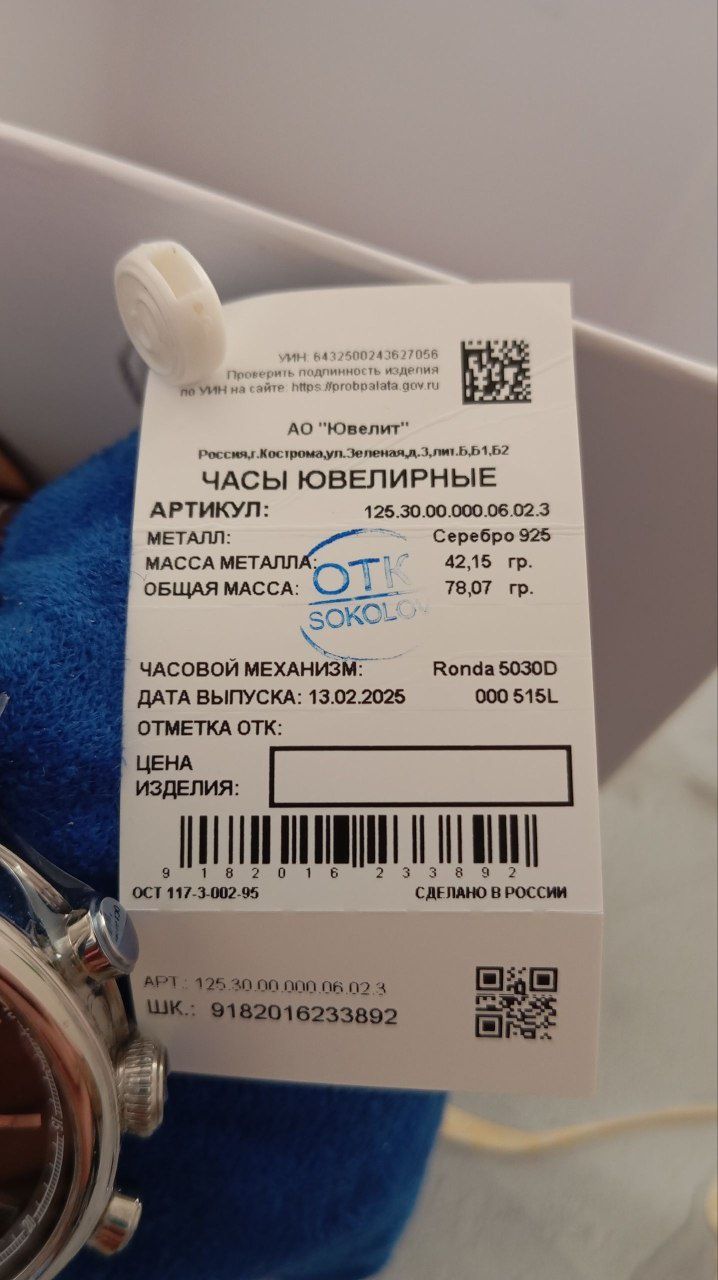 УИН: 6432500243627056
Проверить подлинность изделия
по УИН на сайте: https://probpalata.gov.ru
АО "Ювелит"
Россия,г.Кострома,ул.Зеленая,д.3,лит.Б,Б1,Б2
ЧАСЫ ЮВЕЛИРНЫЕ
АРТИКУЛ: 125.30.00.000.06.02.3
МЕТАЛЛ: Серебро 925
МАССА МЕТАЛЛА: 42,15 гр.
ОБЩАЯ МАССА: 78,07 гр.
ОТК
SOKOLOV
ЧАСОВОЙ МЕХАНИЗМ: Ronda 5030D
ДАТА ВЫПУСКА: 13.02.2025 000 515L
ОТМЕТКА ОТК:
ЦЕНА
ИЗДЕЛИЯ:
9 182016 233892
ОСТ 117-3-002-95 СДЕЛАНО В РОССИИ
АРТ.: 125.30.00.000.06.02.3
ШК.: 9182016233892